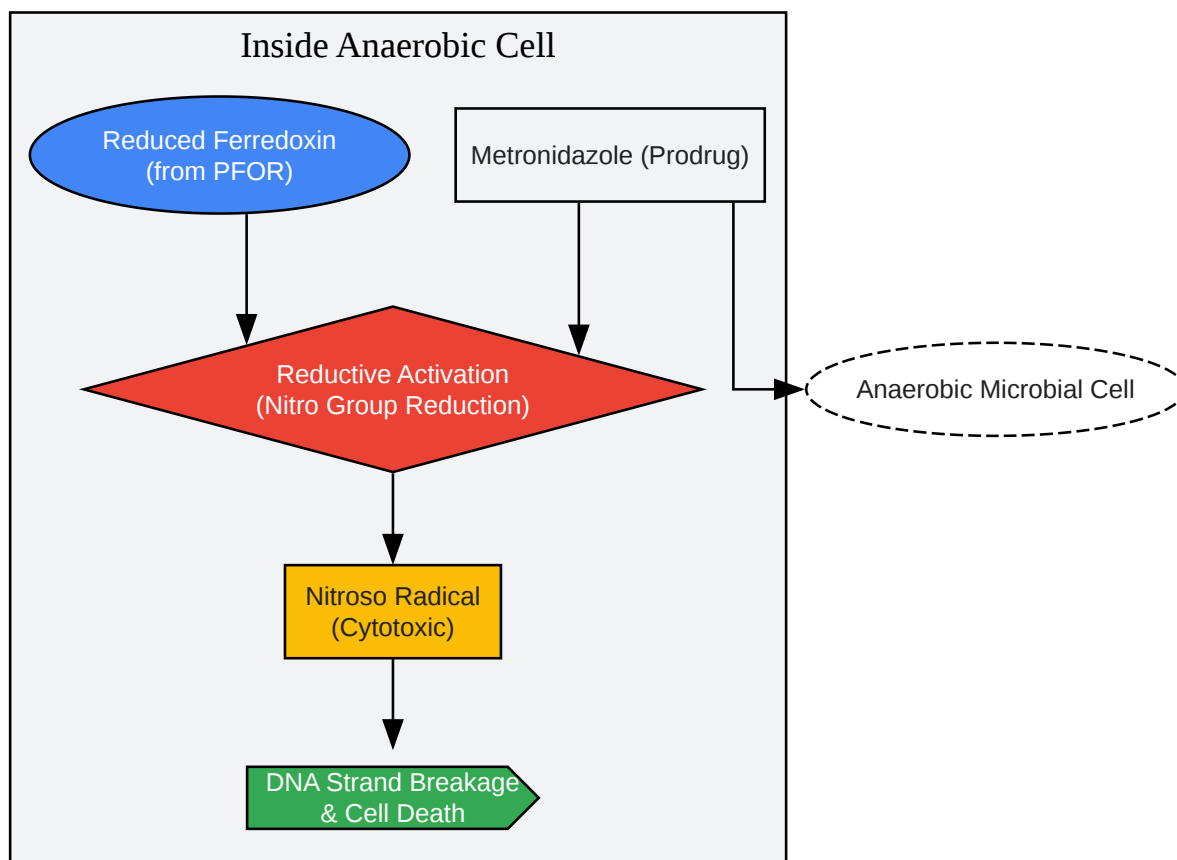 Inside Anaerobic Cell
Reduced Ferredoxin
(from PFOR)
Metronidazole (Prodrug)
Reductive Activation
(Nitro Group Reduction)
Anaerobic Microbial Cell
Nitroso Radical
(Cytotoxic)
DNA Strand Breakage
& Cell Death